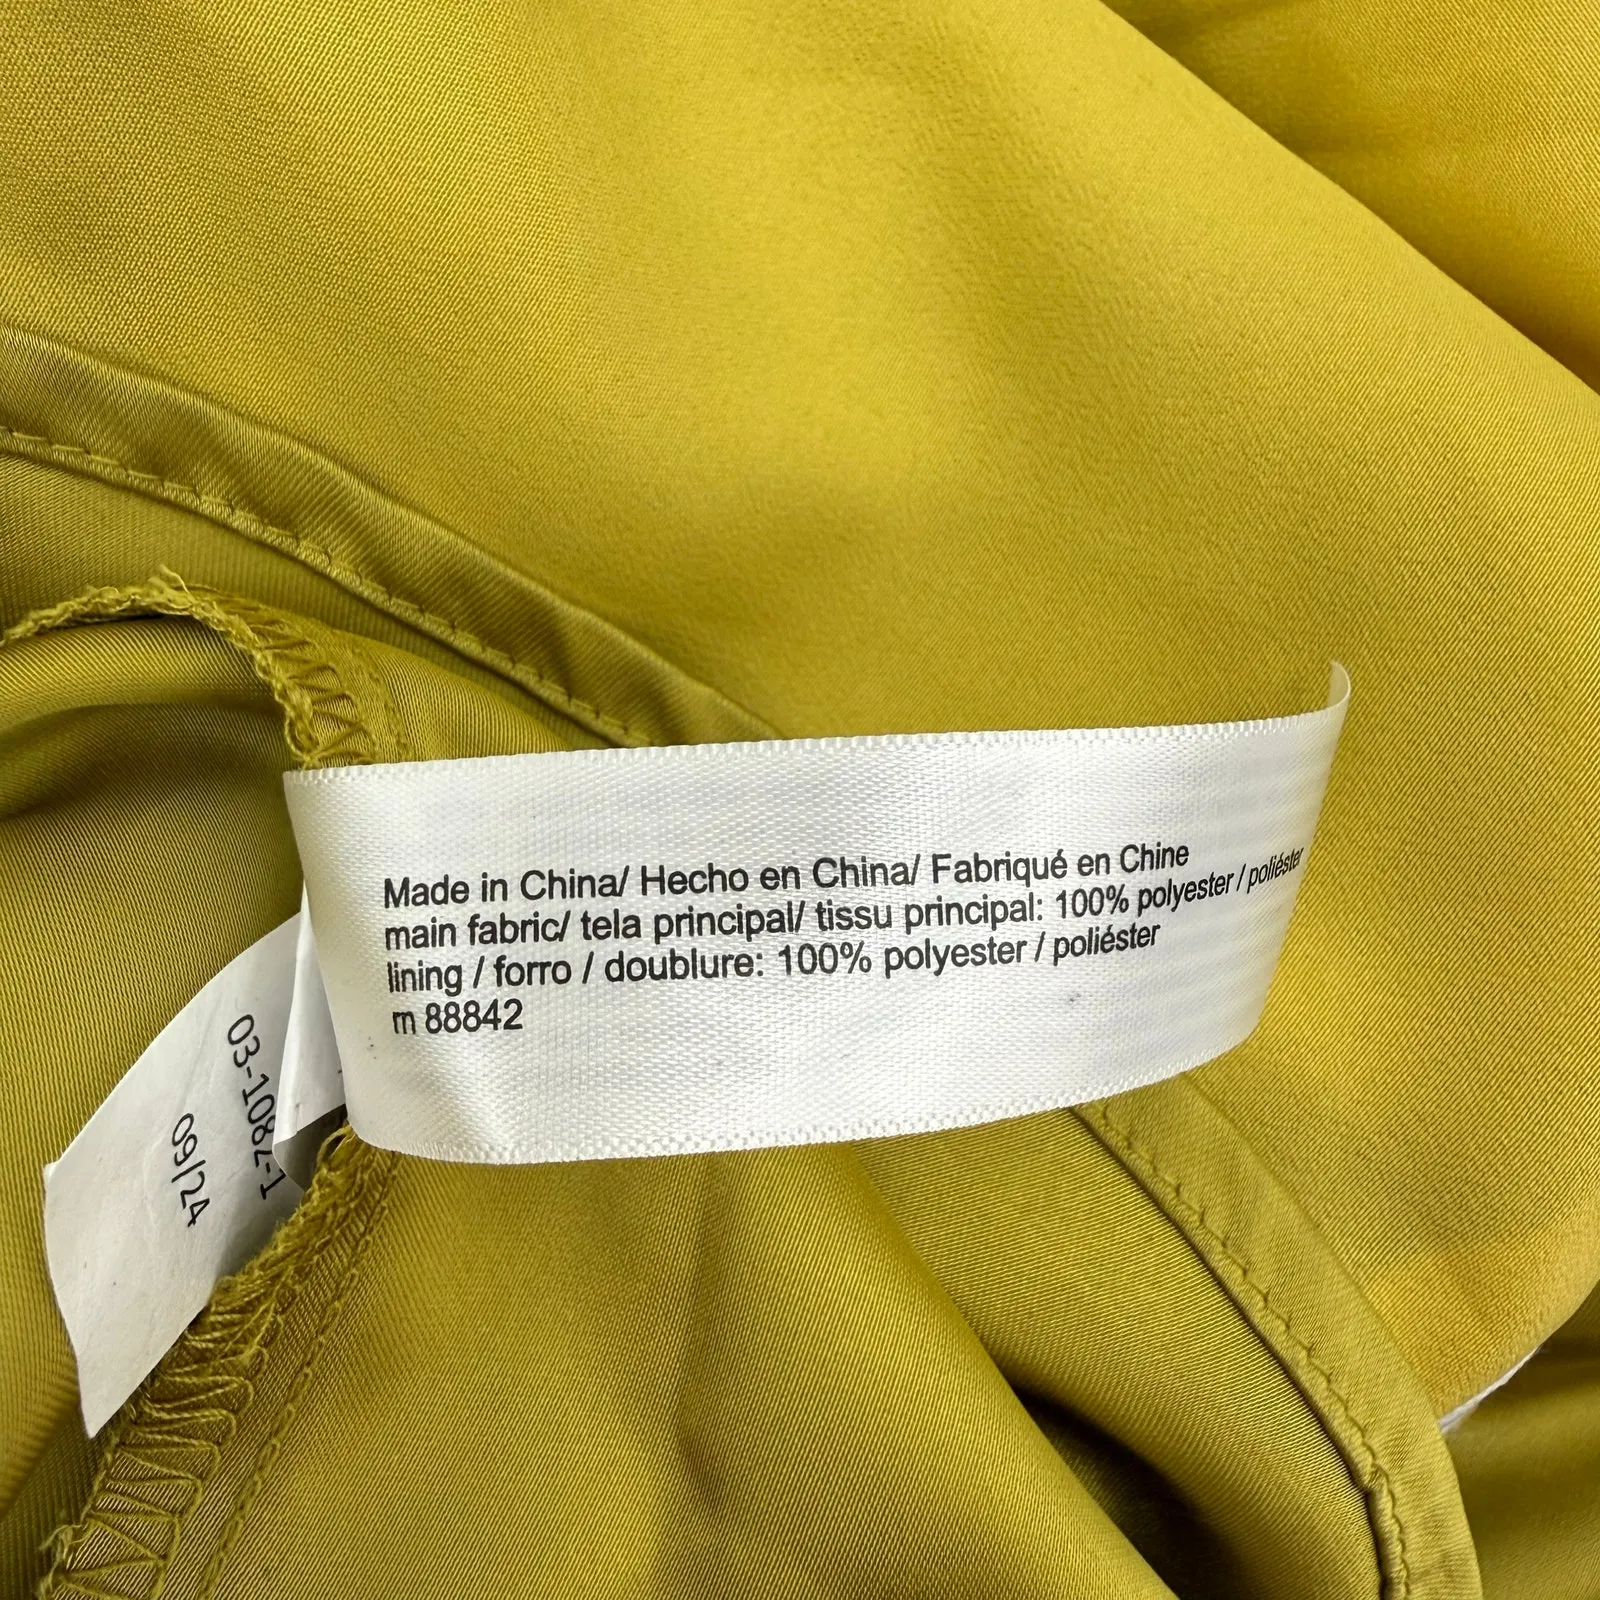 Made in China/ Hecho en China/ Fabriqué en Chine
main fabric/ tela principal/ tissu principal: 100% polyester / poliéster
lining / forro / doublure: 100% polyester / poliéster
m 88842
03-1082-1
09/24